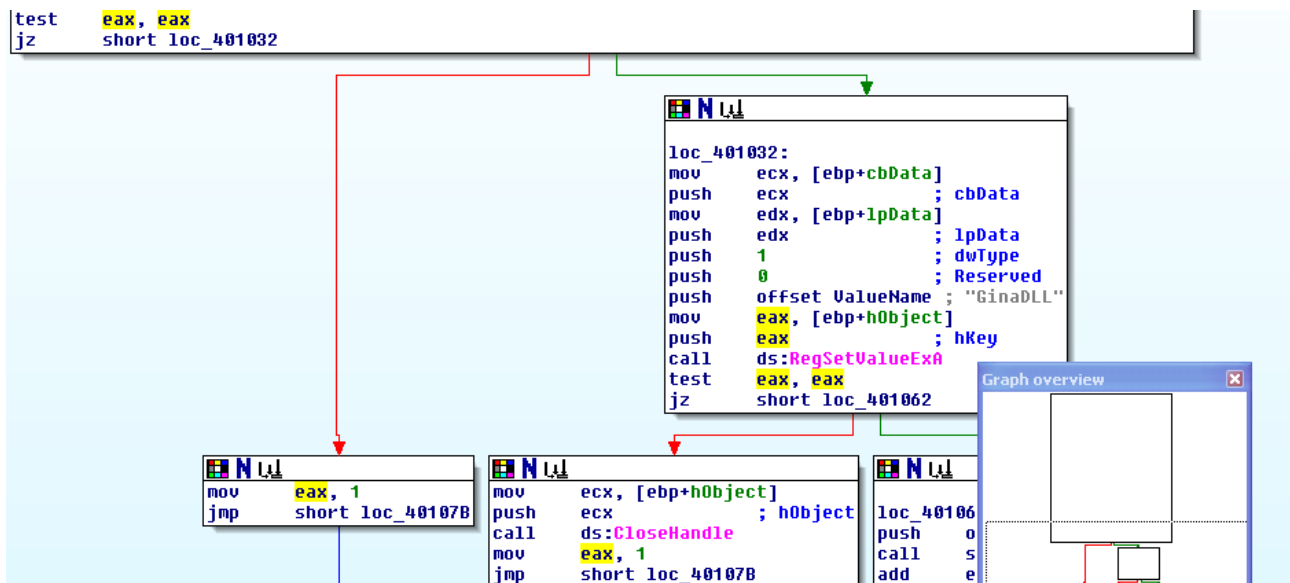 test eax, eax
jz short loc_401032
loc_401032:
mov ecx, [ebp+cbData]
push ecx ; cbData
mov edx, [ebp+lpData]
push edx ; lpData
push 1 ; dwType
push 0 ; Reserved
push offset ValueName ; "GinaDLL"
mov eax, [ebp+hObject]
push eax ; hKey
call ds:RegSetValueExA
test eax, eax
jz short loc_401062
Graph overview
mov eax, 1
jmp short loc_40107B
mov ecx, [ebp+hObject]
push ecx ; hObject
call ds:CloseHandle
mov eax, 1
jmp short loc_40107B
loc_40106
push o
call s
add e